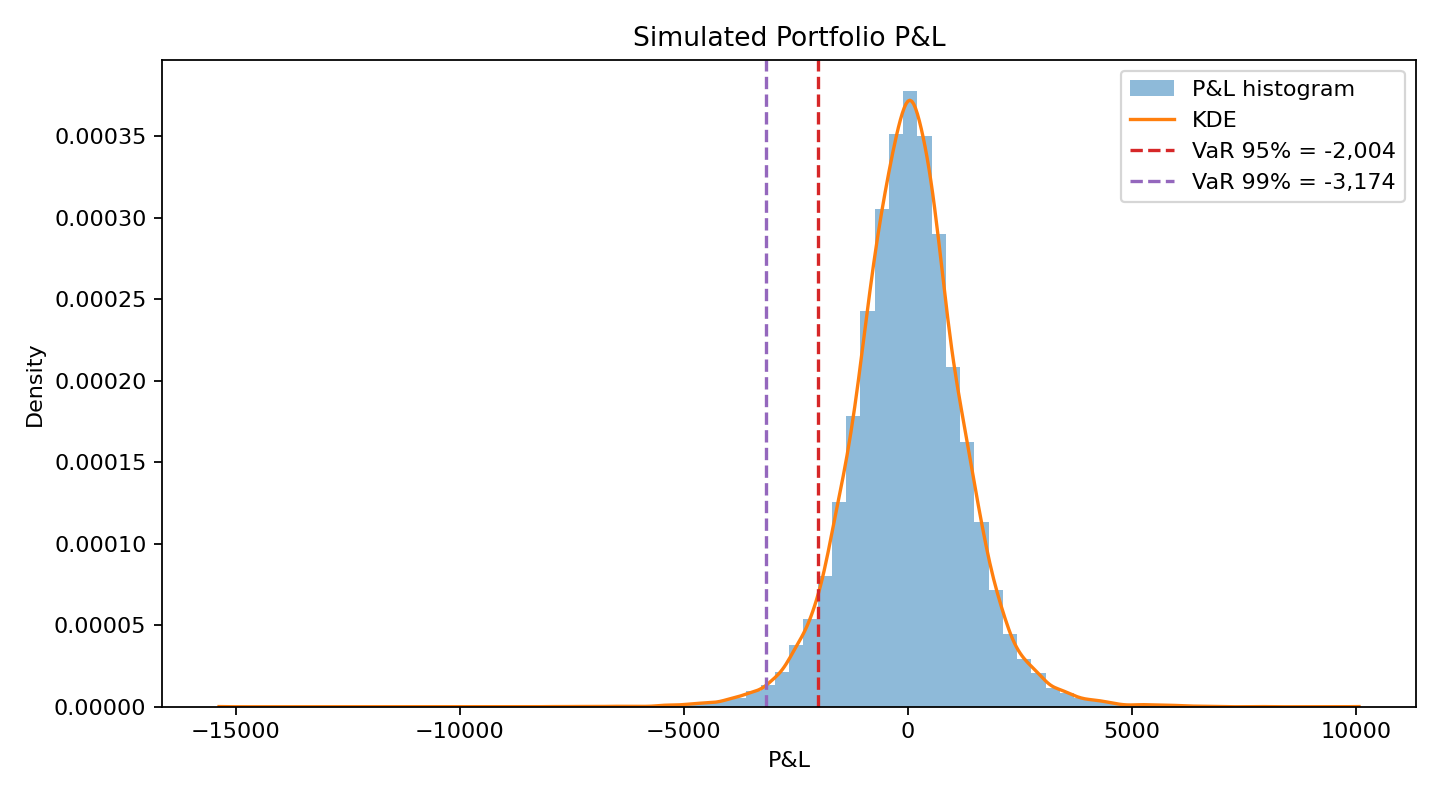 Simulated Portfolio P&L
P&L histogram
KDE
VaR 95% = -2,004
VaR 99% = -3,174
Density
0.00035
0.00030
0.00025
0.00020
0.00015
0.00010
0.00005
0.00000
−15000
−10000
−5000
0
5000
10000
P&L